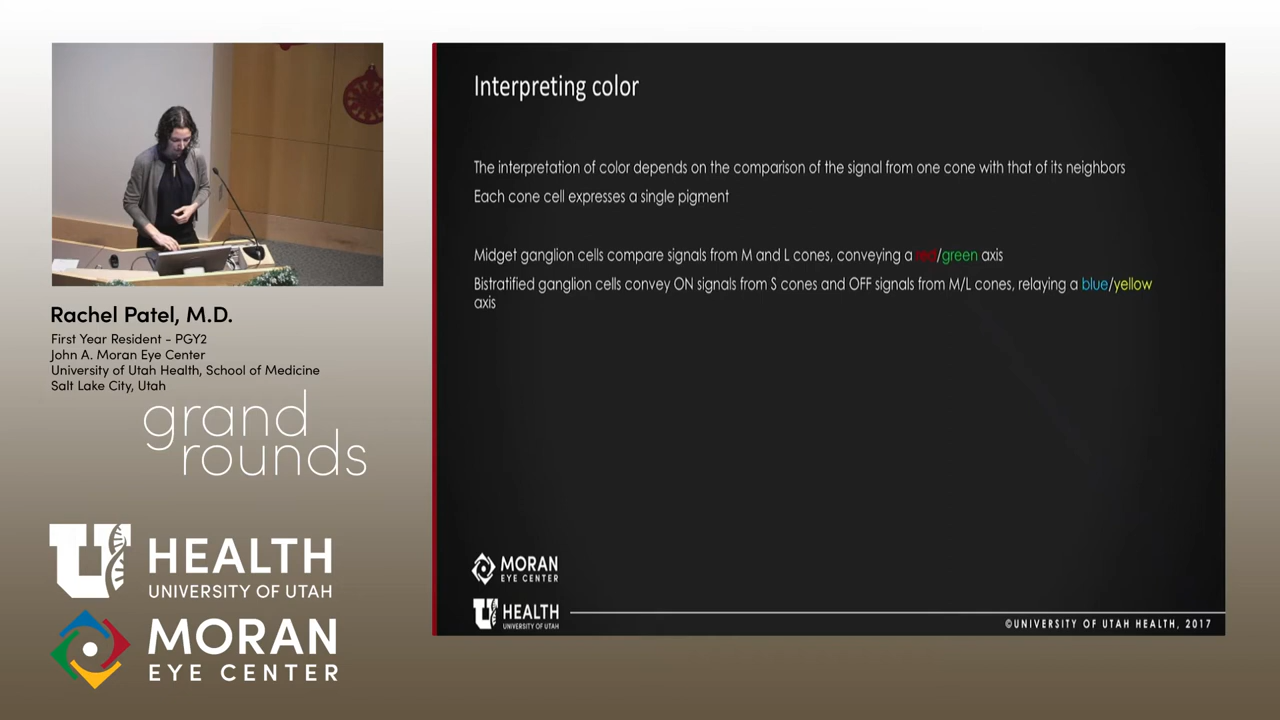 Interpreting color
The interpretation of color depends on the comparison of the signal from one cone with that of its neighbors
Each cone cell expresses a single pigment
Midget ganglion cells compare signals from M and L cones, conveying a red/green axis
Bistratified ganglion cells convey ON signals from S cones and OFF signals from M/L cones, relaying a blue/yellow
axis
MORAN
EYE CENTER
U HEALTH
UNIVERSITY OF UTAH
©UNIVERSITY OF UTAH HEALTH, 2017
Rachel Patel, M.D.
First Year Resident - PGY2
John A. Moran Eye Center
University of Utah Health, School of Medicine
Salt Lake City, Utah
grand
rounds
U HEALTH
UNIVERSITY OF UTAH
MORAN
EYE CENTER